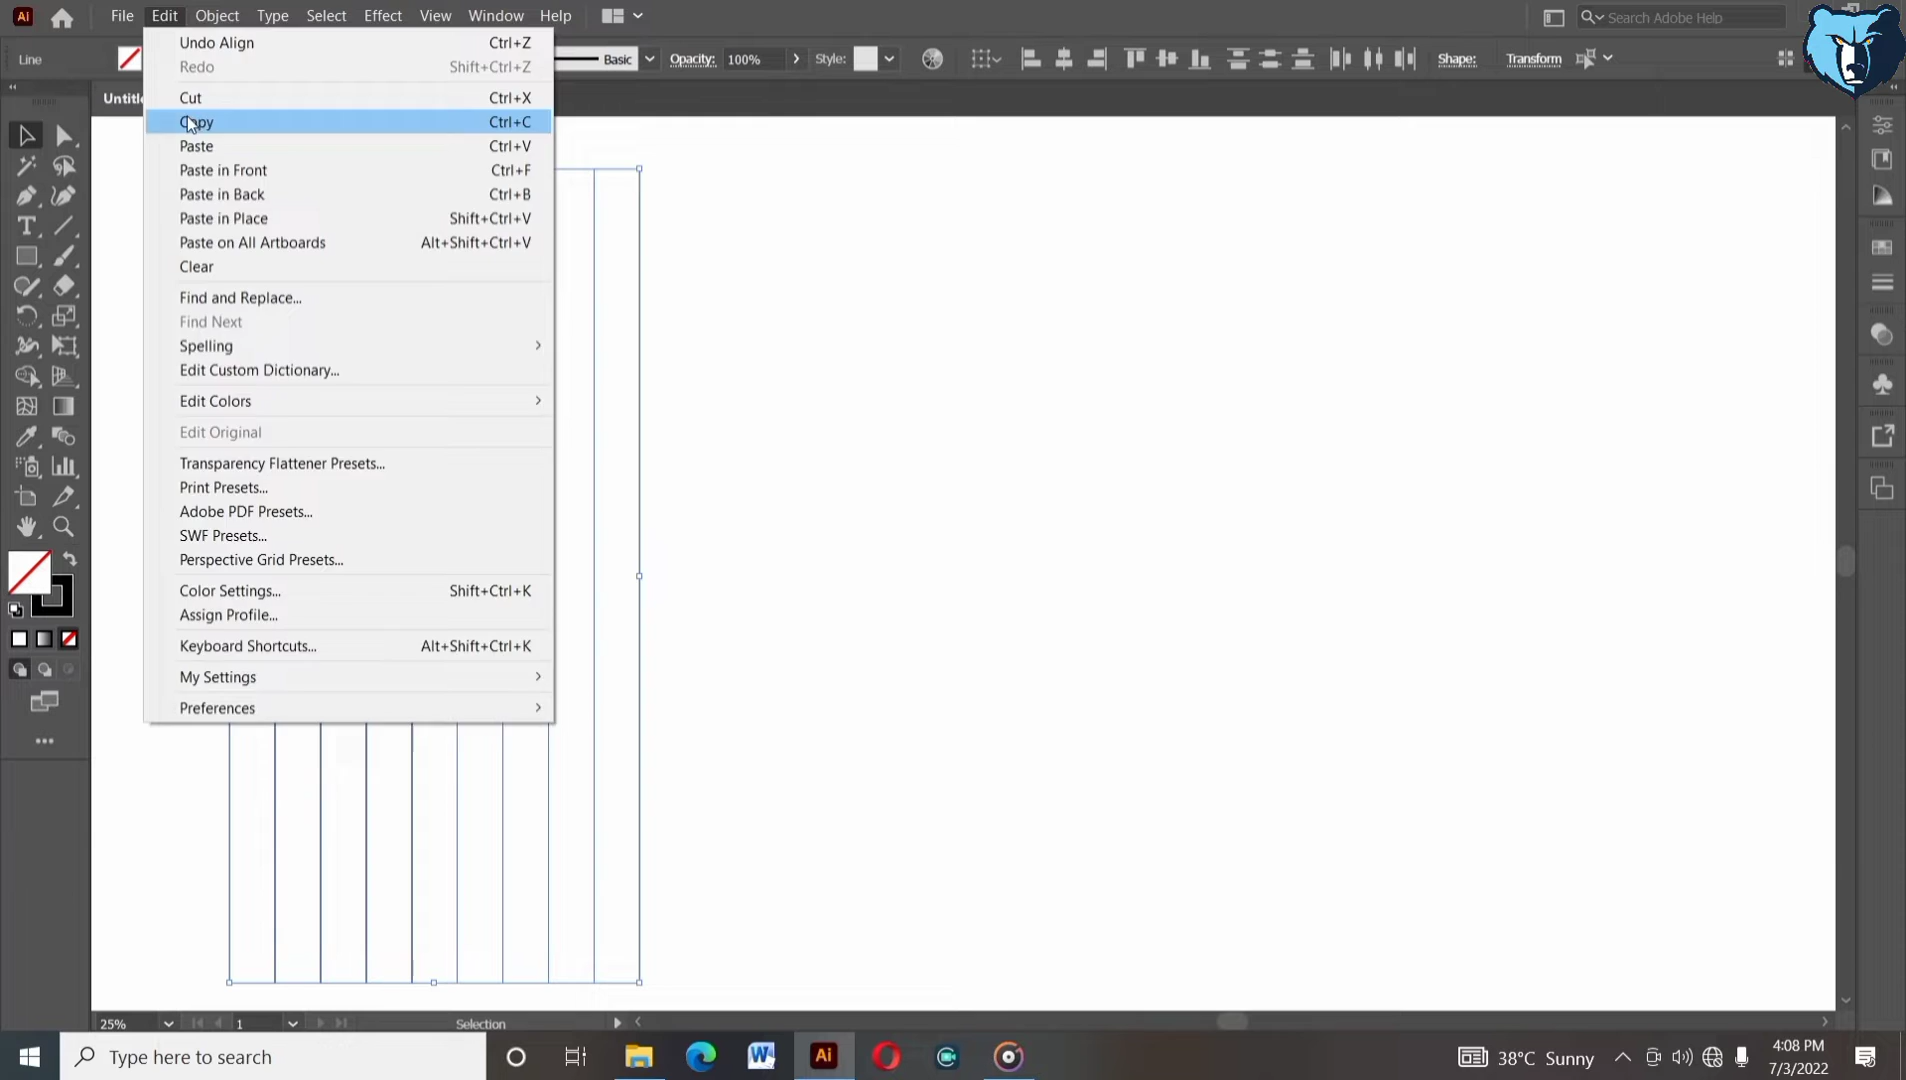 Ai File Edit Object Type Select Effect View Window Help Search Adobe Help
Line Basic Opacity: 100% Style: Shape: Transform
Undo Align Ctrl+Z
Redo Shift+Ctrl+Z
Cut Ctrl+X
Copy Ctrl+C
Paste Ctrl+V
Paste in Front Ctrl+F
Paste in Back Ctrl+B
Paste in Place Shift+Ctrl+V
Paste on All Artboards Alt+Shift+Ctrl+V
Clear
Find and Replace...
Find Next
Spelling
Edit Custom Dictionary...
Edit Colors
Edit Original
Transparency Flattener Presets...
Print Presets...
Adobe PDF Presets...
SWF Presets...
Perspective Grid Presets...
Color Settings... Shift+Ctrl+K
Assign Profile...
Keyboard Shortcuts... Alt+Shift+Ctrl+K
My Settings
Preferences
25% 1 Selection
Type here to search W Ai 38°C Sunny 4:08 PM
7/3/2022